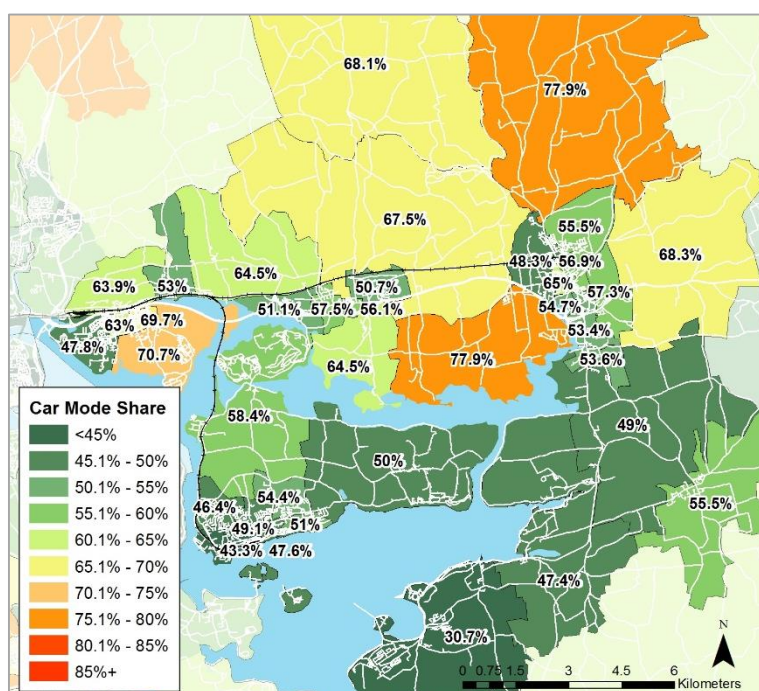 68.1%
77.9%
67.5%
55.5%
68.3%
48.3% 56.9%
64.5%
63.9% 53%
50.7%
65%
57.3%
51.1% 57.5% 56.1%
54.7%
63% 69.7%
53.4%
47.8%
70.7%
53.6%
64.5%
77.9%
58.4%
49%
50%
54.4%
46.4%
55.5%
49.1% 51%
43.3% 47.6%
47.4%
30.7%
Car Mode Share
<45%
45.1% - 50%
50.1% - 55%
55.1% - 60%
60.1% - 65%
65.1% - 70%
70.1% - 75%
75.1% - 80%
80.1% - 85%
85%+
N
0 0.75 1.5 3 4.5 6
Kilometers